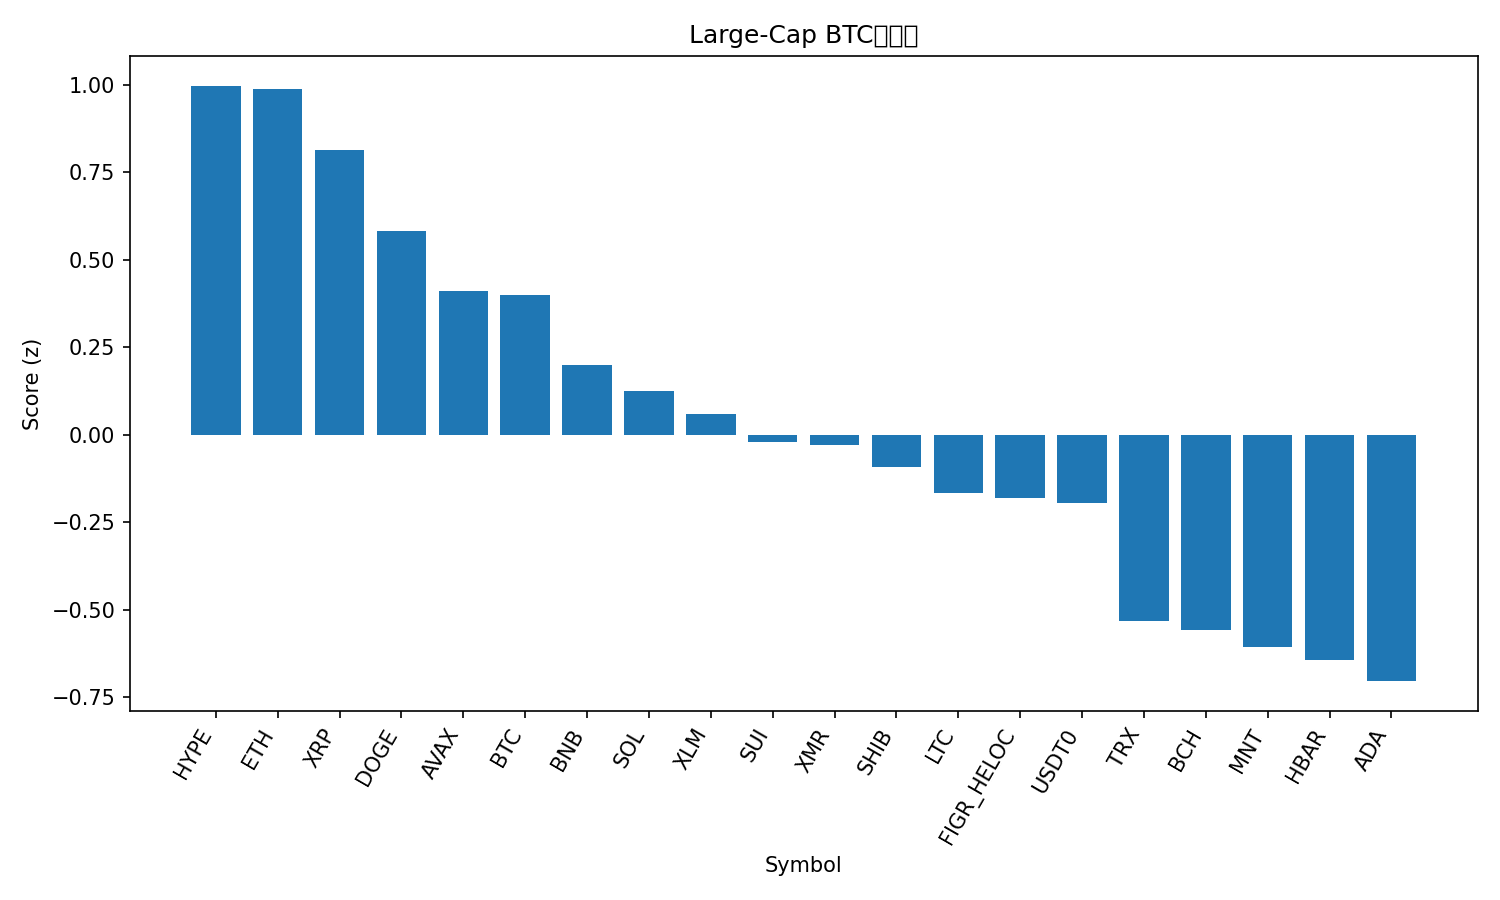 Large-Cap BTC
1.00
0.75
0.50
0.25
0.00
−0.25
−0.50
−0.75
Score (z)
HYPE
ETH
XRP
DOGE
AVAX
BTC
BNB
SOL
XLM
SUI
XMR
SHIB
LTC
FIGR_HELOC
USDT0
TRX
BCH
MNT
HBAR
ADA
Symbol